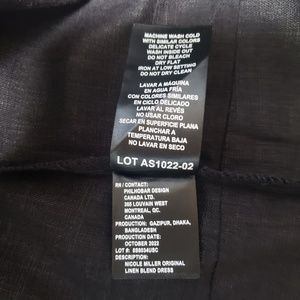 MACHINE WASH COLD
WITH SIMILAR COLORS
DELICATE CYCLE
WASH INSIDE OUT
DO NOT BLEACH
DRY FLAT
IRON AT LOW SETTING
DO NOT DRY CLEAN
LAVAR A MÁQUINA
EN AGUA FRÍA
CON COLORES SIMILARES
EN CICLO DELICADO
LAVAR AL REVÉS
NO USAR CLORO
SECAR EN SUPERFICIE PLANA
PLANCHAR A
TEMPERATURA BAJA
NO LAVAR EN SECO
LOT AS1022-02
RN / CONTACT:
PHILHOBAR DESIGN
CANADA LTD.
365 LOUVAIN WEST
MONTREAL, QC.
CANADA
PRODUCTION: GAZIPUR, DHAKA,
BANGLADESH
PRODUCTION DATE:
OCTOBER 2022
LOT #:
DESCRIPTION:
NICOLE MILLER ORIGINAL
LINEN BLEND DRESS